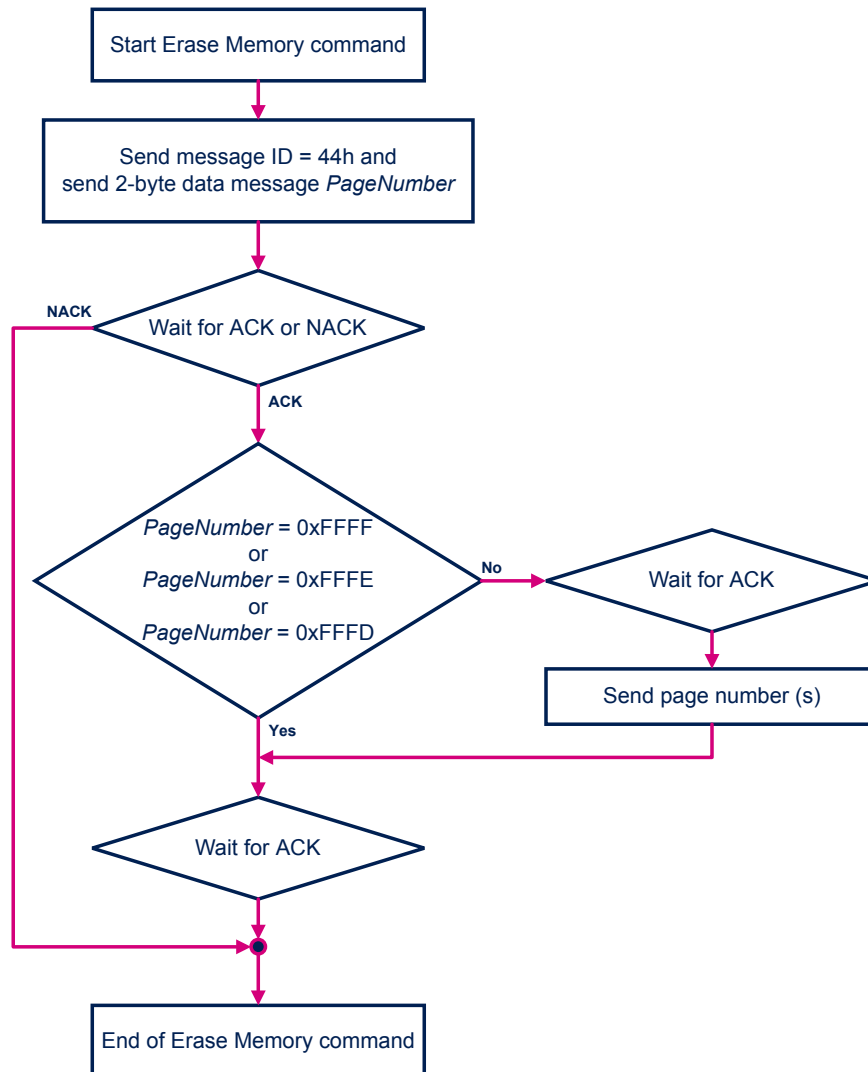 Start Erase Memory command
Send message ID = 44h and
send 2-byte data message PageNumber
NACK
Wait for ACK or NACK
ACK
PageNumber = 0xFFFF
or
PageNumber = 0xFFFE
or
PageNumber = 0xFFFD
No
Wait for ACK
Send page number (s)
Yes
Wait for ACK
End of Erase Memory command